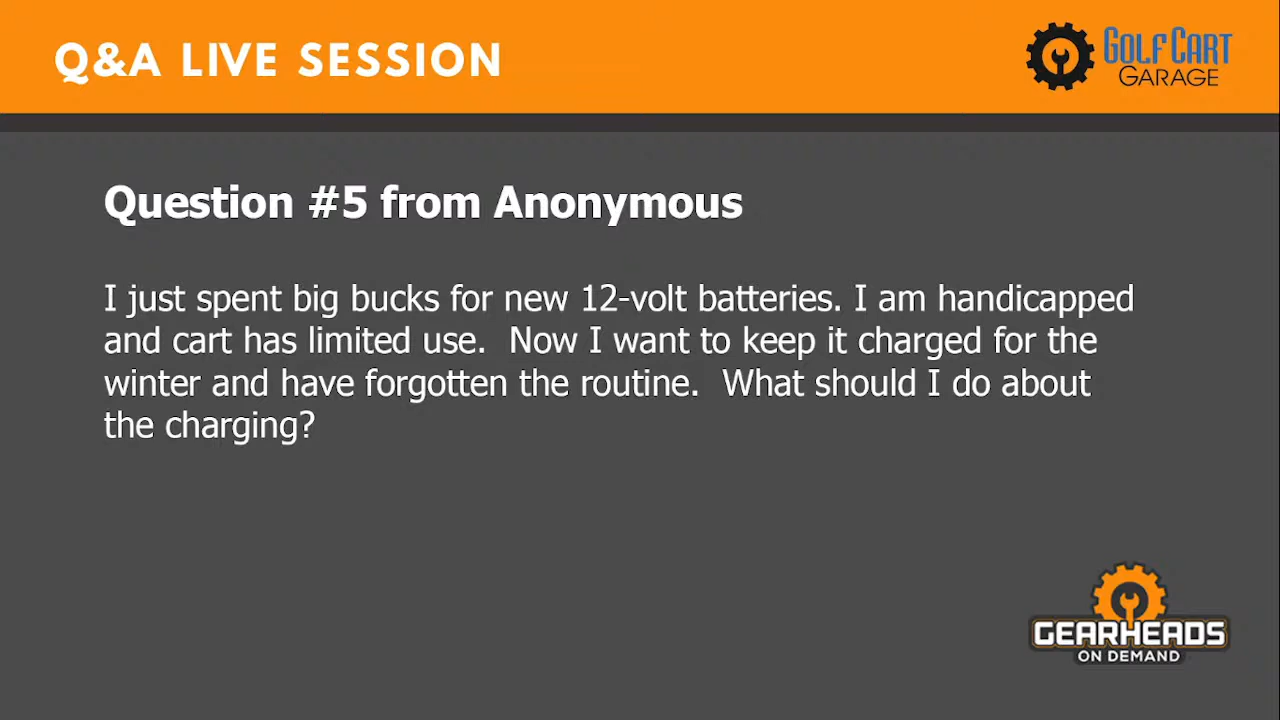 Q&A LIVE SESSION
GOLF CART
GARAGE
Question #5 from Anonymous
I just spent big bucks for new 12-volt batteries. I am handicapped
and cart has limited use.  Now I want to keep it charged for the
winter and have forgotten the routine.  What should I do about
the charging?
GEARHEADS
ON DEMAND